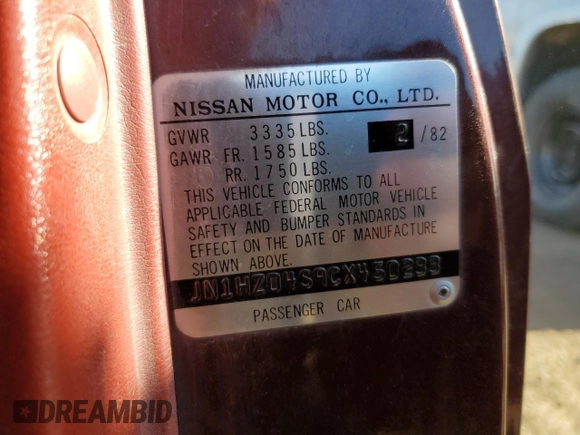 MANUFACTURED BY
NISSAN MOTOR CO., LTD.
GVWR 3335 LBS. 2 /82
GAWR FR. 1585 LBS.
RR. 1750 LBS.
THIS VEHICLE CONFORMS TO ALL
APPLICABLE FEDERAL MOTOR VEHICLE
SAFETY AND BUMPER STANDARDS IN
EFFECT ON THE DATE OF MANUFACTURE
SHOWN ABOVE.
PASSENGER CAR
DREAMBID